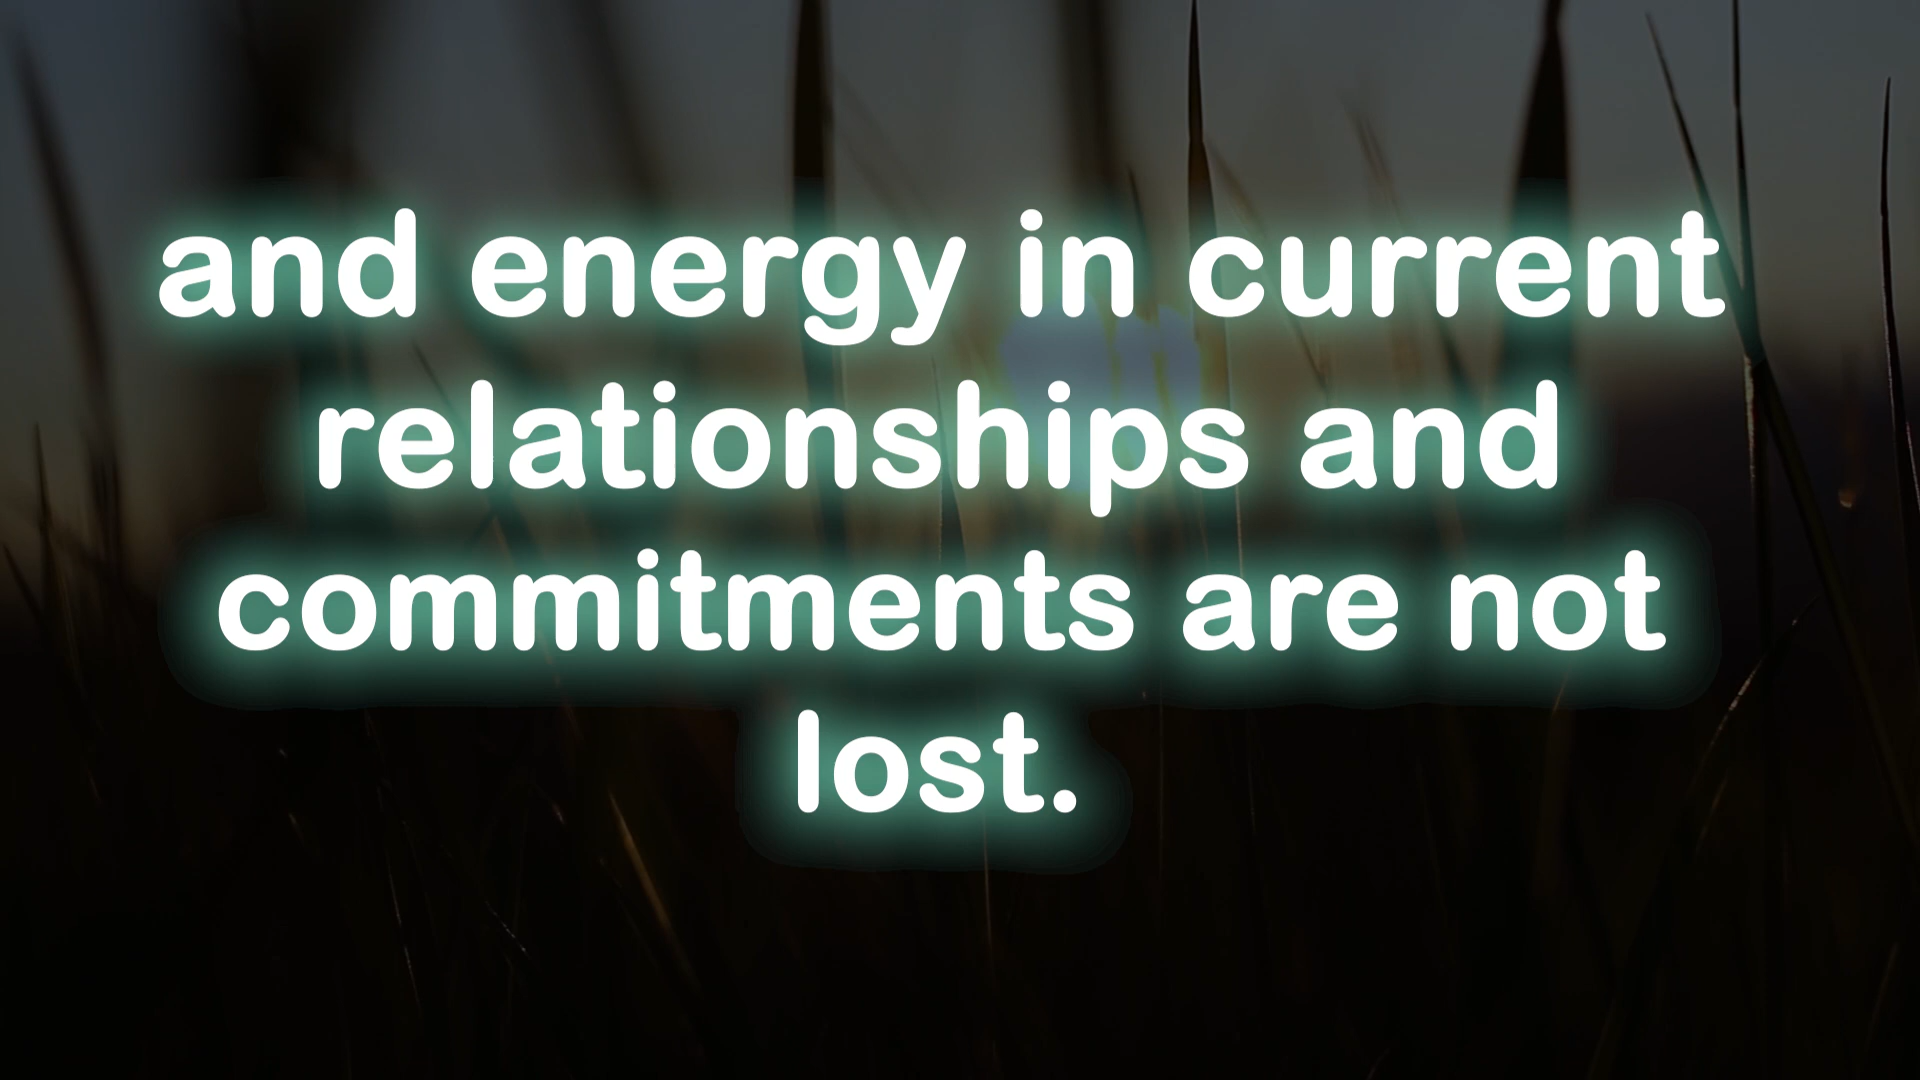 and energy in current
relationships and
commitments are not
lost.